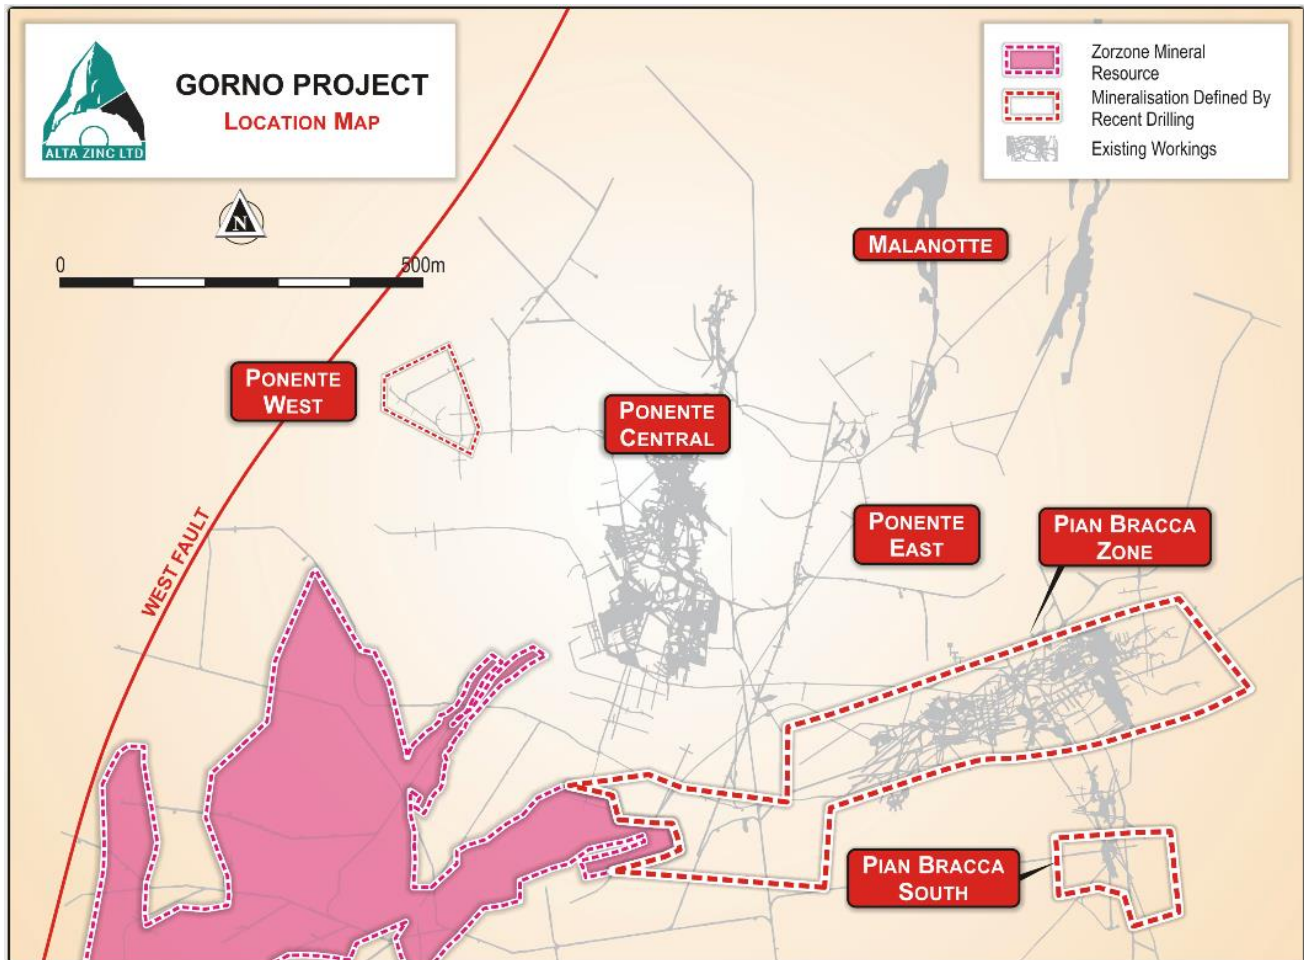 GORNO PROJECT
LOCATION MAP
ALTA ZINC LTD
N
0 500m
Zorzone Mineral
Resource
Mineralisation Defined By
Recent Drilling
Existing Workings
MALANOTTE
PONENTE
WEST
PONENTE
CENTRAL
PONENTE
EAST
PIAN BRACCA
ZONE
WEST FAULT
PIAN BRACCA
SOUTH